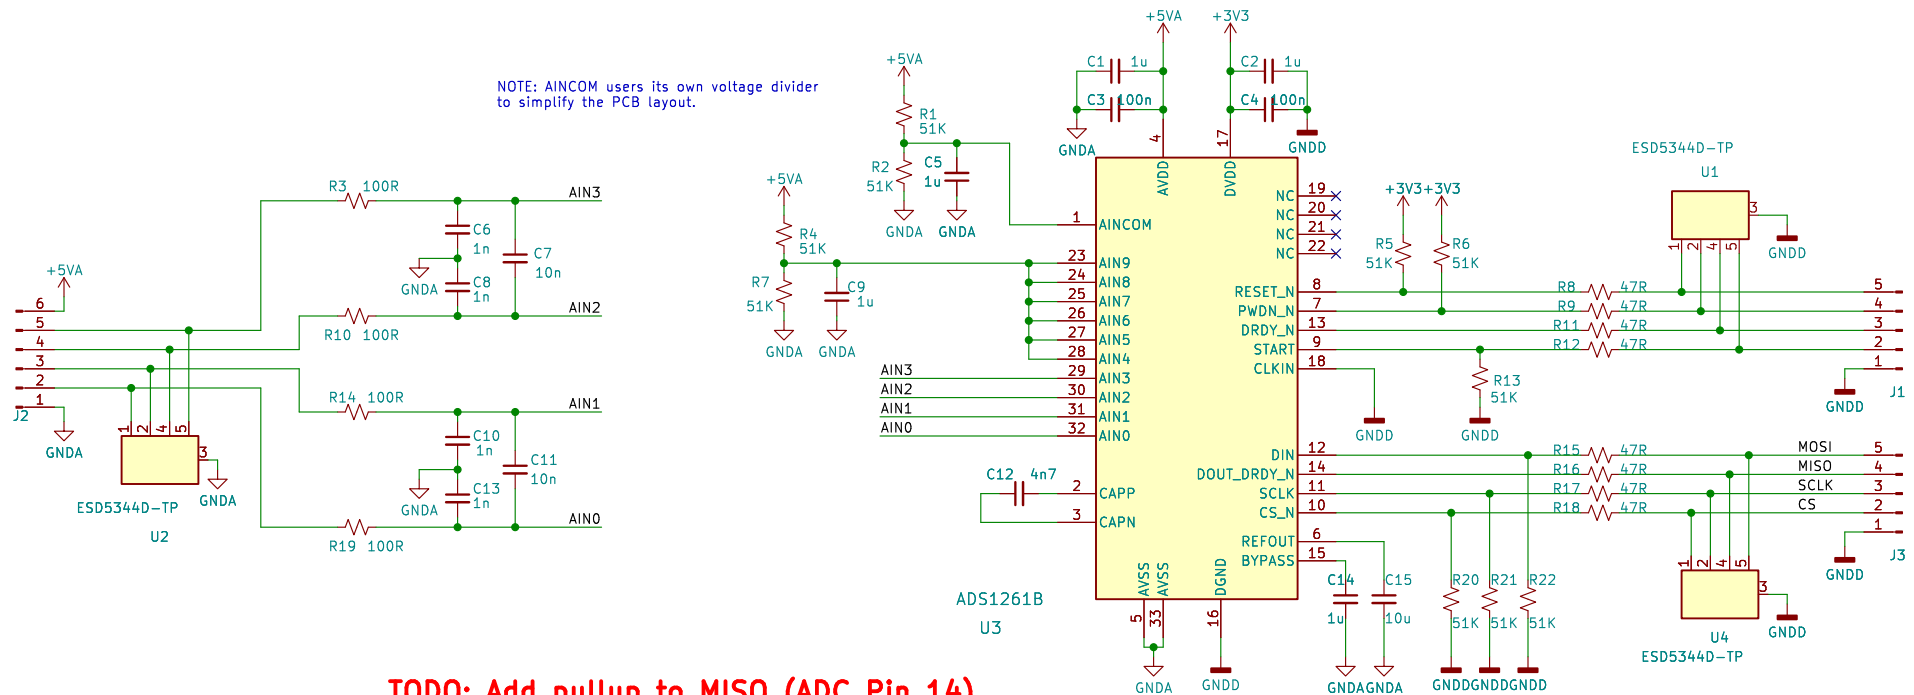 +5VA
+3V3
C1 1u
C2 1u
C3 100n
C4 100n
GNDA
GNDD
4
17
AVDD
DVDD
NOTE: AINCOM users its own voltage divider
to simplify the PCB layout.
+5VA
R1
51K
R2
51K
C5
1u
GNDA
GNDA
+5VA
R4
51K
R7
51K
C9
1u
GNDA
GNDA
R3 100R
AIN3
C6
1n
C7
10n
GNDA
C8
1n
AIN2
R10 100R
R14 100R
AIN1
C10
1n
C11
10n
GNDA
C13
1n
AIN0
R19 100R
+5VA
6
5
4
3
2
1
J2
GNDA
1
2
4
5
3
GNDA
ESD5344D-TP
U2
1 AINCOM
23 AIN9
24 AIN8
25 AIN7
26 AIN6
27 AIN5
28 AIN4
AIN3 29 AIN3
AIN2 30 AIN2
AIN1 31 AIN1
AIN0 32 AIN0
C12 4n7
2 CAPP
3 CAPN
NC 19
NC 20
NC 21
NC 22
RESET_N 8
PWDN_N 7
DRDY_N 13
START 9
CLKIN 18
DIN 12
DOUT_DRDY_N 14
SCLK 11
CS_N 10
REFOUT 6
BYPASS 15
AVSS
AVSS
DGND
5
33
16
GNDA
GNDD
ADS1261B
U3
+3V3
+3V3
R5
51K
R6
51K
R8 47R
R9 47R
R11 47R
R12 47R
R13
51K
GNDD
GNDD
ESD5344D-TP
U1
3
1
2
4
5
GNDD
5
4
3
2
1
GNDD
J1
R15 47R
R16 47R
R17 47R
R18 47R
MOSI 5
MISO 4
SCLK 3
CS 2
1
J3
GNDD
C14
1u
C15
10u
GNDA
GNDA
R20
51K
R21
51K
R22
51K
GNDD
GNDD
GNDD
1
2
4
5
3
GNDD
U4
ESD5344D-TP
TODO: Add pullup to MISO (ADC Pin 14)